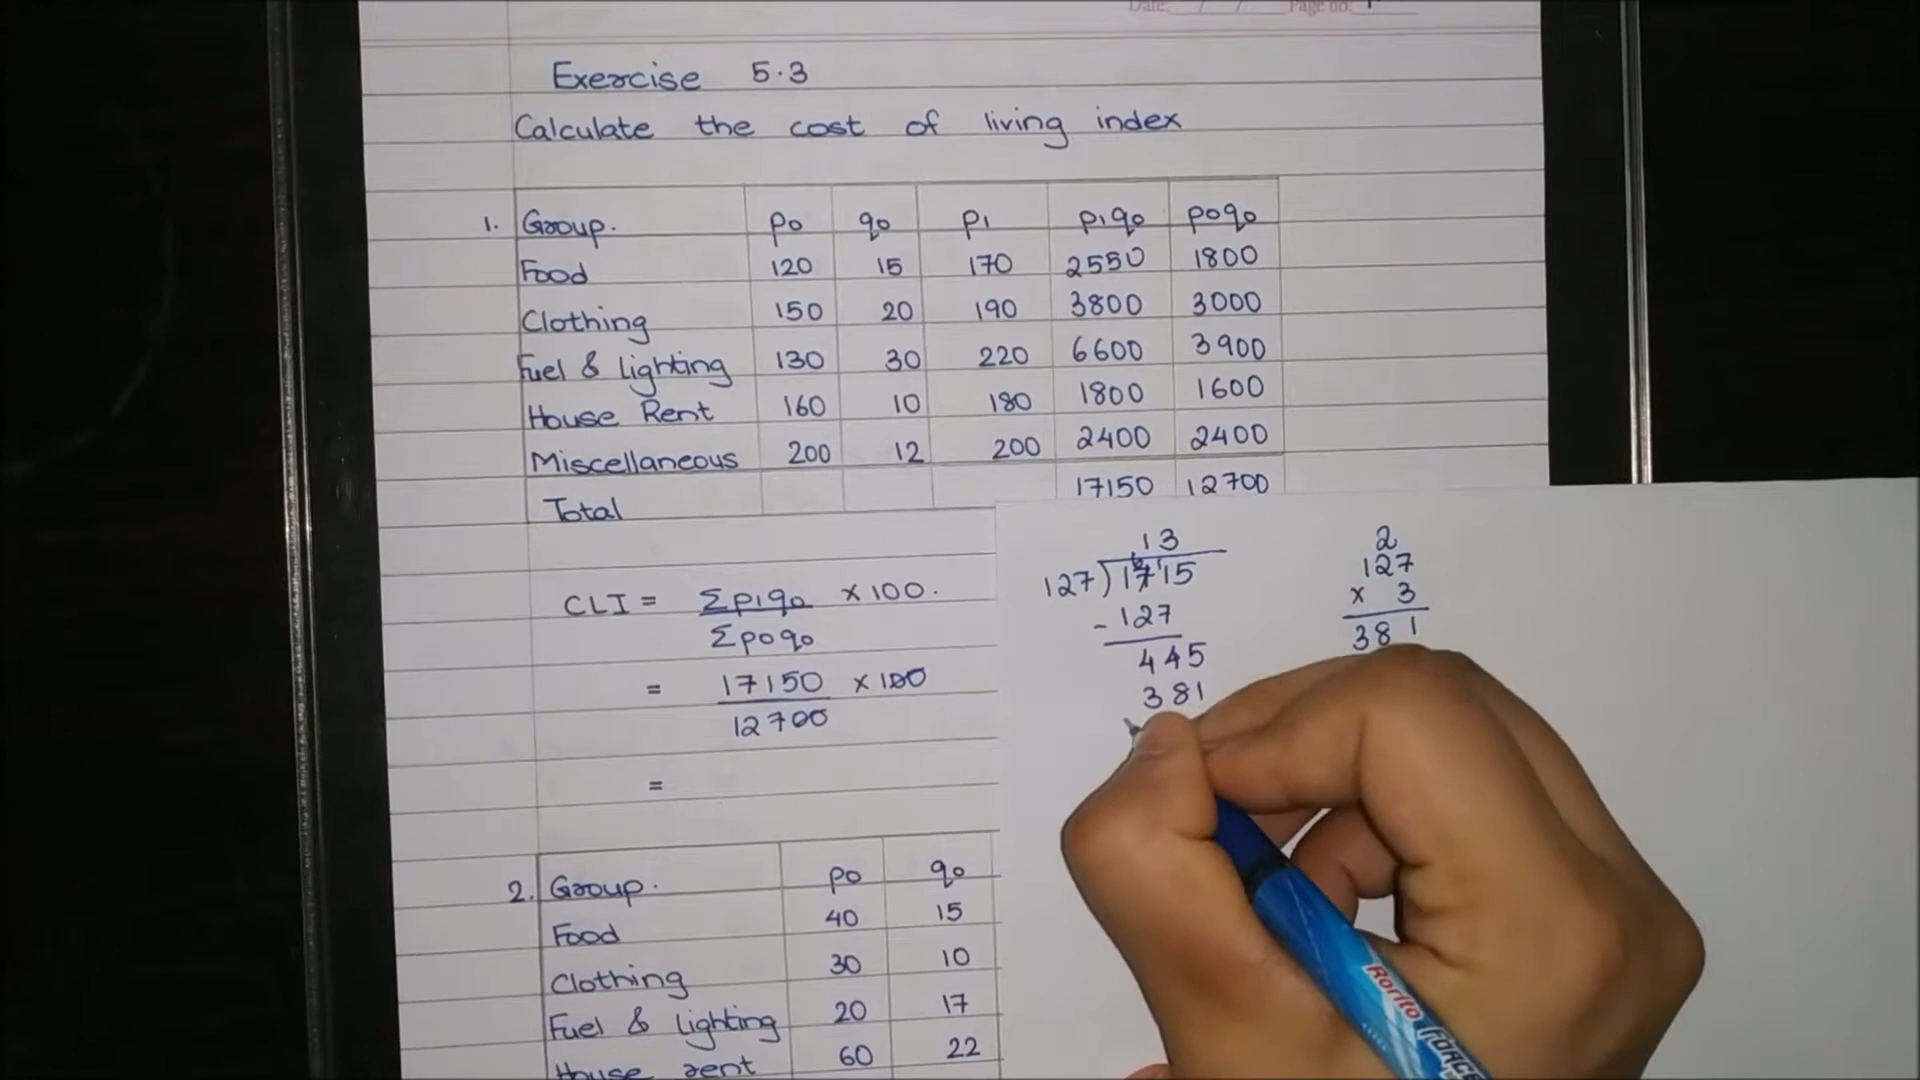 Date: / / Page no:
Exercise 5.3
Calculate the cost of living index
1. Group. p0 q0 p1 p1q0 p0q0
Food 120 15 170 2550 1800
Clothing 150 20 190 3800 3000
Fuel & lighting 130 30 220 6600 3900
House Rent 160 10 180 1800 1600
Miscellaneous 200 12 200 2400 2400
Total 17150 12700
CLI = Σp1q0 × 100.
Σp0q0
= 17150 × 100
12700
=
13
127)1715
-127
445
381
2
127
× 3
381
2. Group. p0 q0
Food 40 15
Clothing 30 10
Fuel & lighting 20 17
House rent 60 22
Rorito